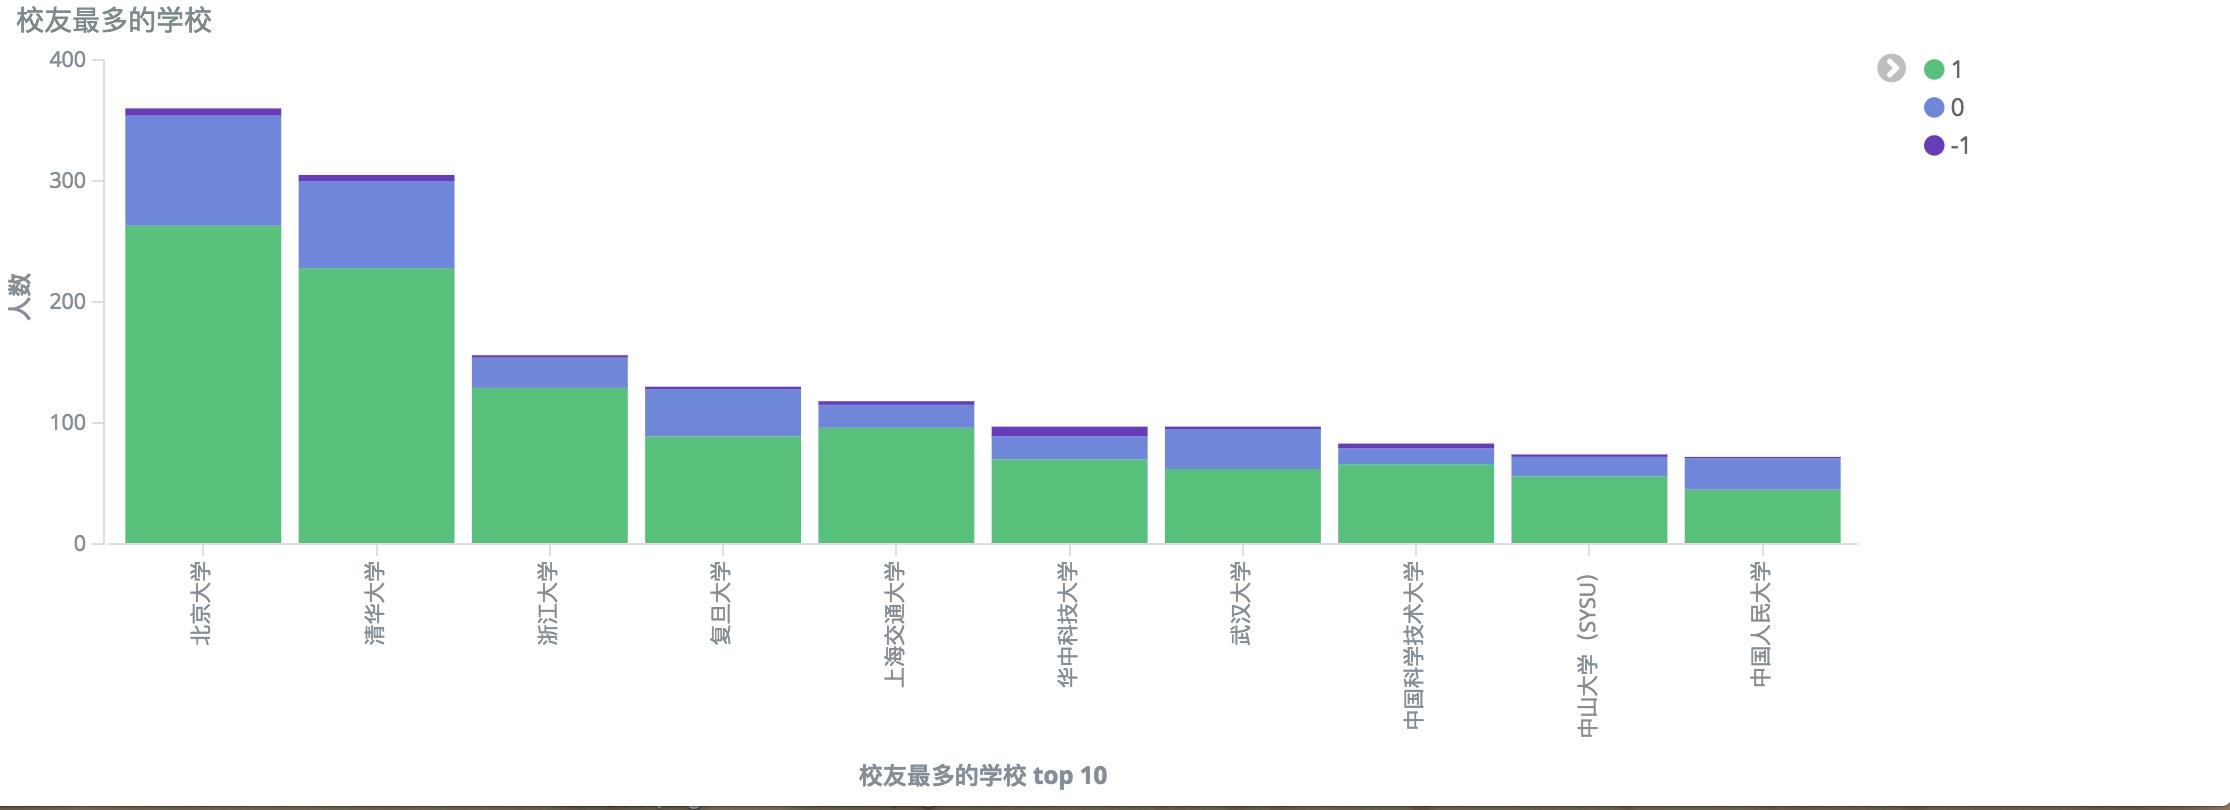 校友最多的学校
400
300
200
100
0
人数
1
0
-1
北京大学
清华大学
浙江大学
复旦大学
上海交通大学
华中科技大学
武汉大学
中国科学技术大学
中山大学（SYSU）
中国人民大学
校友最多的学校 top 10